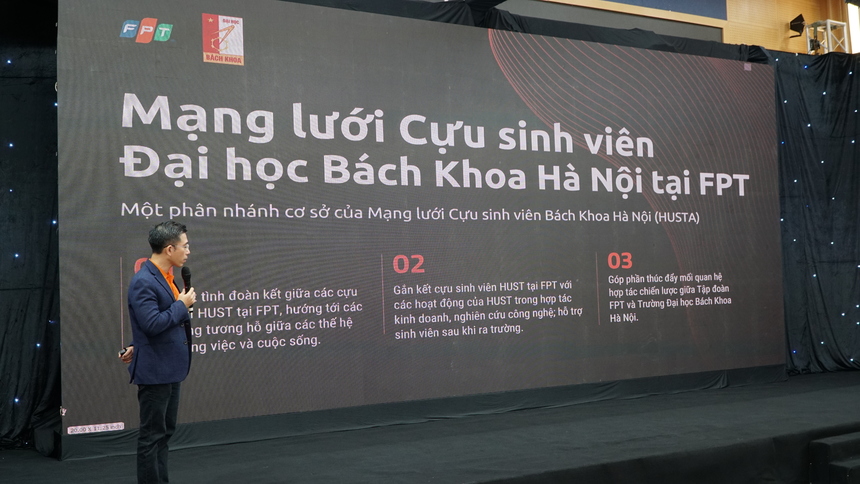 FPT
ĐẠI HỌC
BÁCH KHOA
Mạng lưới Cựu sinh viên
Đại học Bách Khoa Hà Nội tại FPT
Một phân nhánh cơ sở của Mạng lưới Cựu sinh viên Bách Khoa Hà Nội (HUSTA)
tình đoàn kết giữa các cựu
HUST tại FPT, hướng tới các
tương hỗ giữa các thế hệ
việc và cuộc sống.
02
Gắn kết cựu sinh viên HUST tại FPT với
các hoạt động của HUST trong hợp tác
kinh doanh, nghiên cứu công nghệ; hỗ trợ
sinh viên sau khi ra trường.
03
Góp phần thúc đẩy mối quan hệ
hợp tác chiến lược giữa Tập đoàn
FPT và Trường Đại học Bách Khoa
Hà Nội.